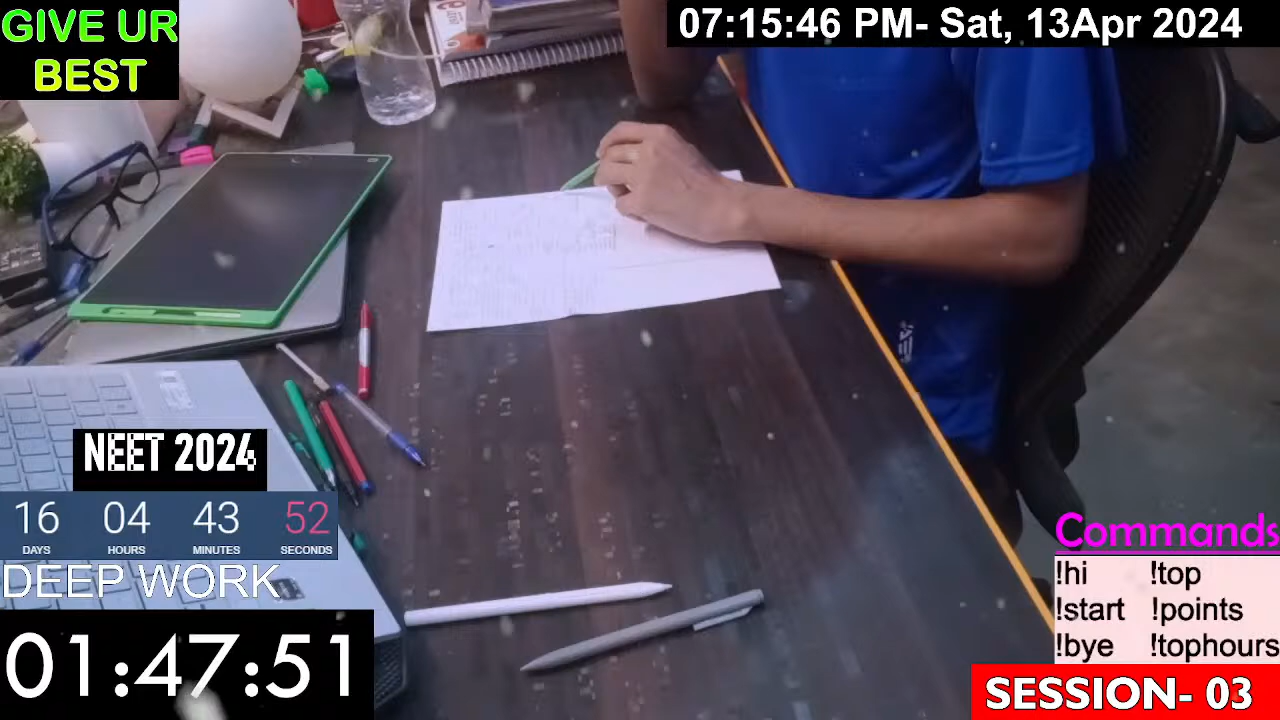 GIVE UR
BEST
07:15:46 PM- Sat, 13Apr 2024
NEET 2024
16 04 43 52
DAYS HOURS MINUTES SECONDS
DEEP WORK
01:47:51
Commands
!hi !top
!start !points
!bye !tophours
SESSION- 03